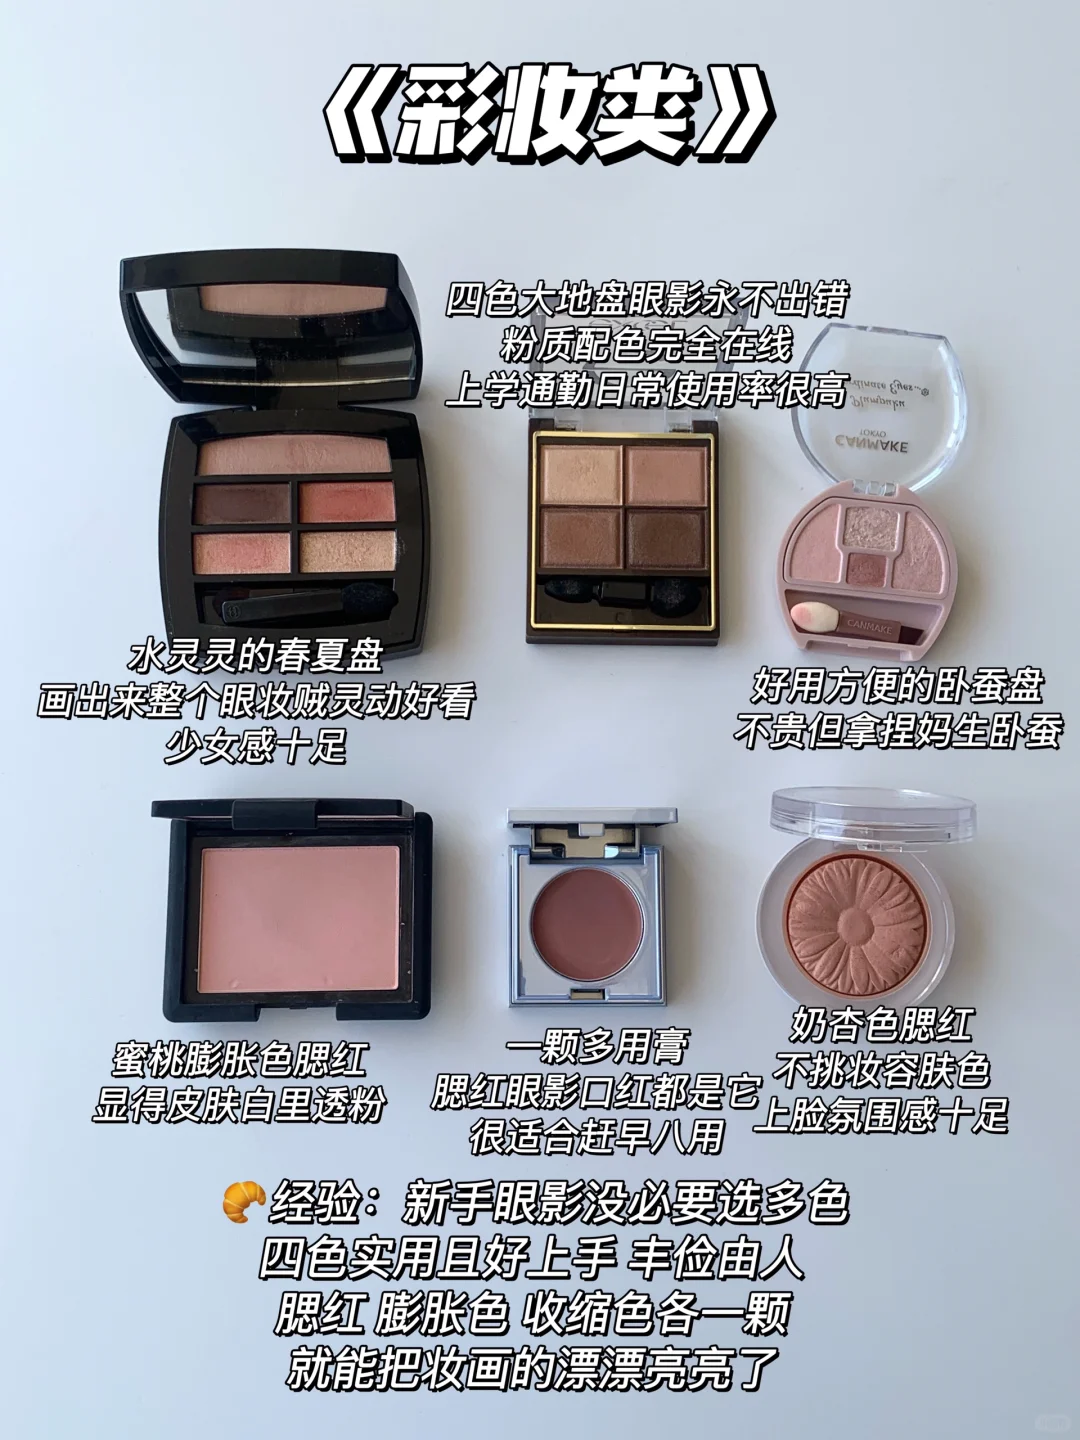 《彩妆类》
四色大地盘眼影永不出错
粉质配色完全在线
上学通勤日常使用率很高
Plumpuku
Coordinate Eyes
TOKYO
CANMAKE
CANMAKE
水灵灵的春夏盘
画出来整个眼妆贼灵动好看
少女感十足
好用方便的卧蚕盘
不贵但拿捏妈生卧蚕
蜜桃膨胀色腮红
显得皮肤白里透粉
一颗多用膏
腮红眼影口红都是它
很适合赶早八用
奶杏色腮红
不挑妆容肤色
上脸氛围感十足
🥐经验：新手眼影没必要选多色
四色实用且好上手 丰俭由人
腮红 膨胀色 收缩色各一颗
就能把妆画的漂漂亮亮了